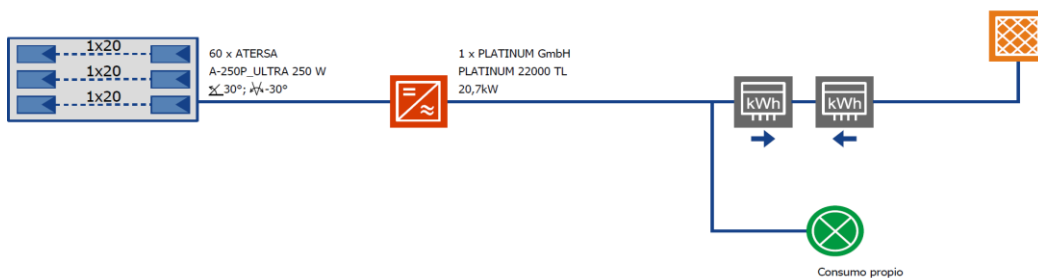 1x20
1x20
1x20
60 x ATERSA
A-250P_ULTRA 250 W
30°; -30°
1 x PLATINUM GmbH
PLATINUM 22000 TL
20,7kW
kWh
kWh
Consumo propio